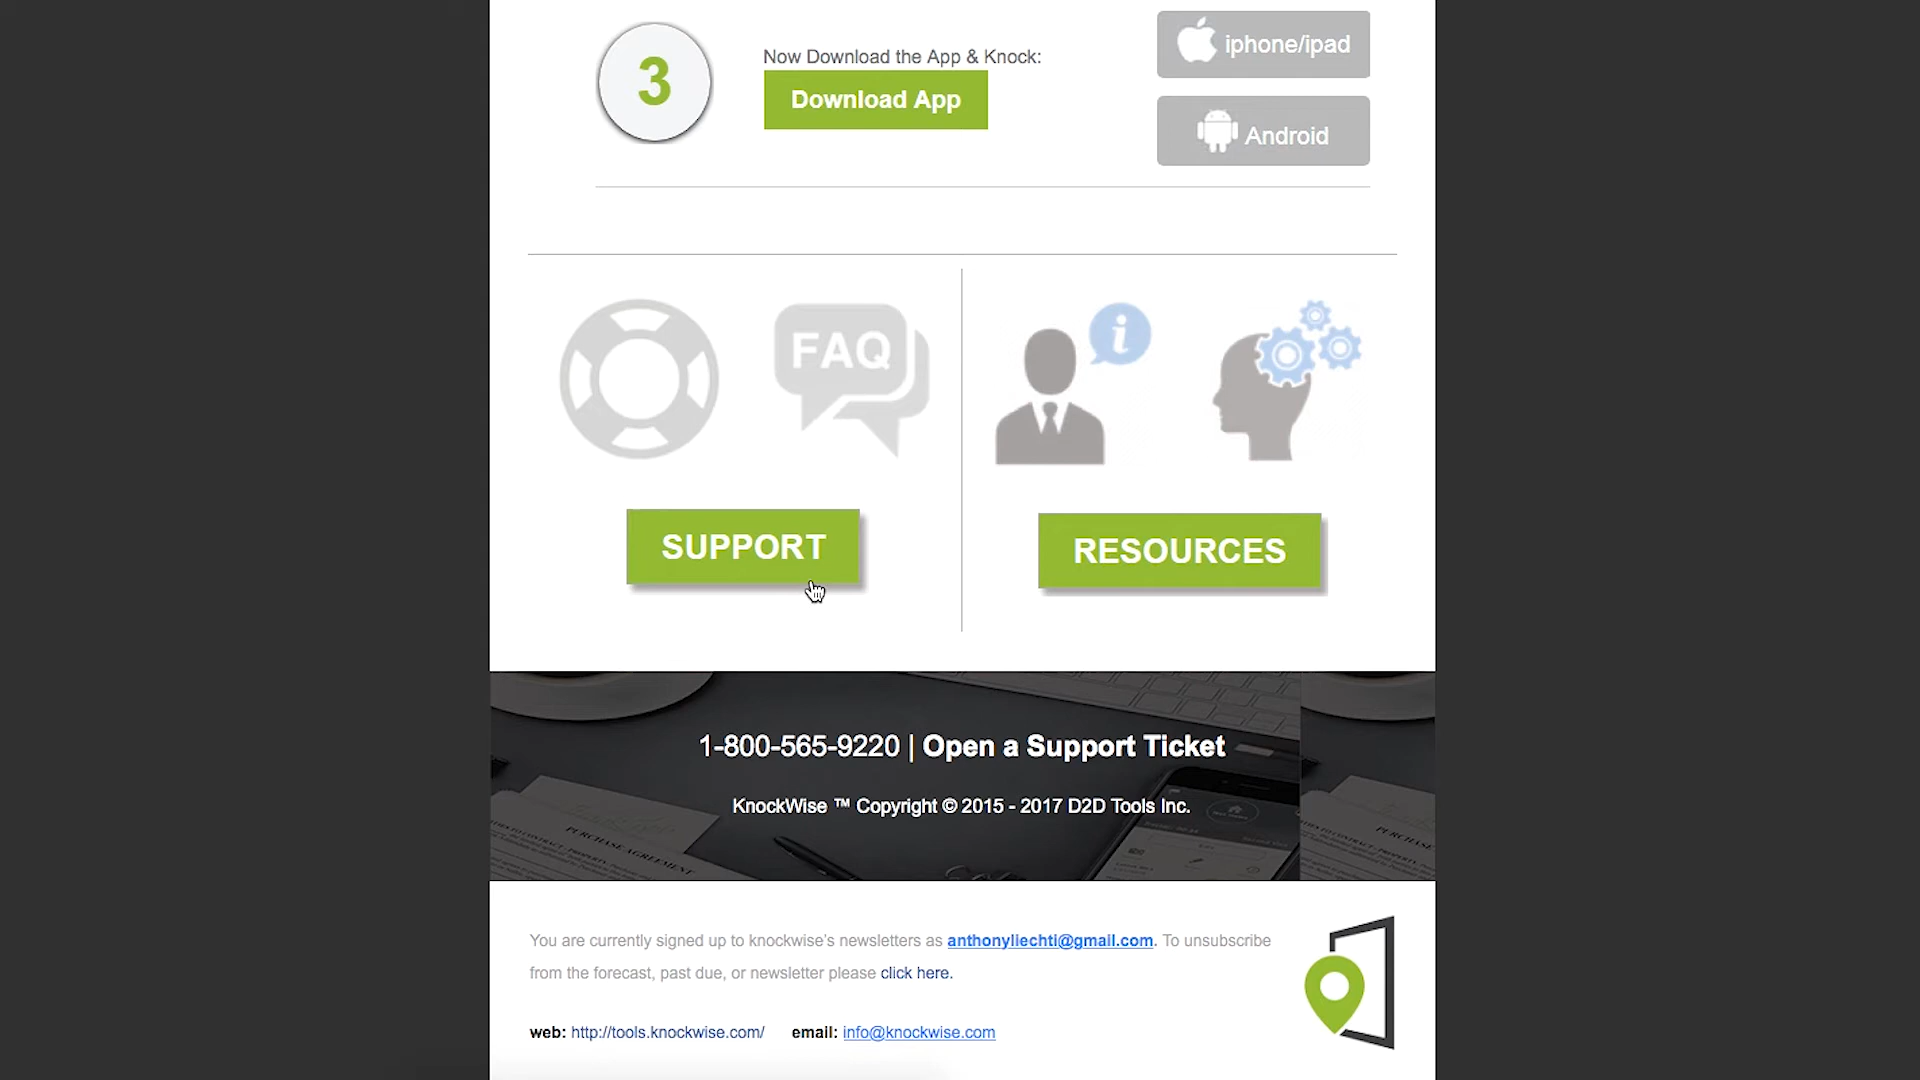 3
Now Download the App & Knock:
Download App
iphone/ipad
Android
FAQ
i
SUPPORT
RESOURCES
1-800-565-9220 | Open a Support Ticket
KnockWise ™ Copyright © 2015 - 2017 D2D Tools Inc.
PURCHASE AGREEMENT
You are currently signed up to knockwise's newsletters as anthonyliechti@gmail.com. To unsubscribe
from the forecast, past due, or newsletter please click here.
web: http://tools.knockwise.com/ email: info@knockwise.com